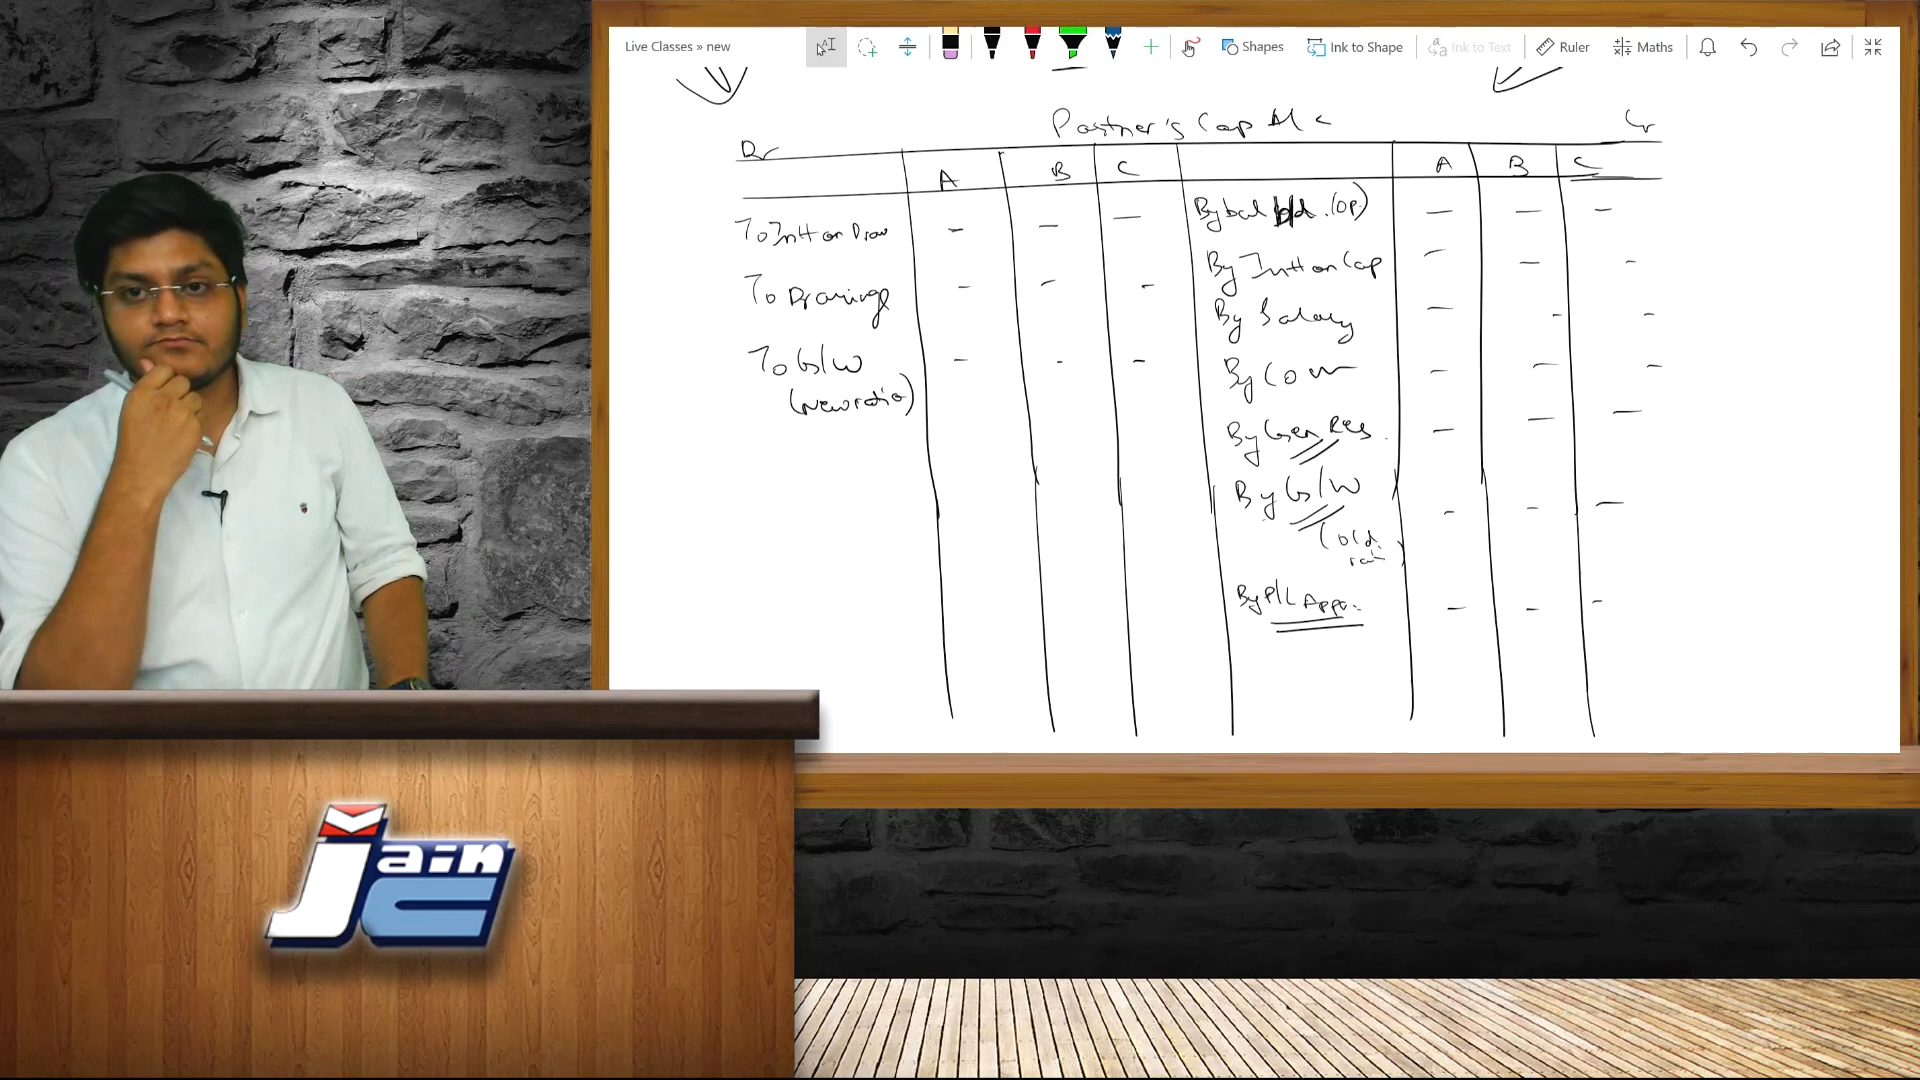 Live Classes » new
Shapes
Ink to Shape
Ink to Text
Ruler
Maths
Partner's Cap A/c
Dr
Cr
A B C A B C
To Intt on Draw
By bal b/d (op)
To Drawings
By Intt on Cap
By Salary
To G/W
(New ratio)
By Com
By Gen Res
By G/W
(old
By P/L Appr.
Jain
C